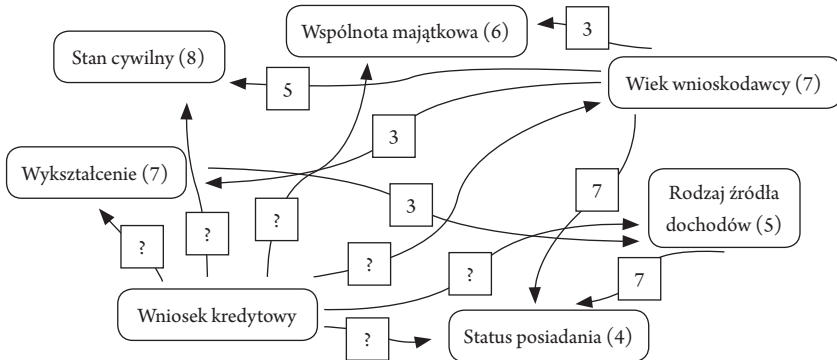 Wspólnota majątkowa (6)
3
Stan cywilny (8)
5
Wiek wnioskodawcy (7)
3
Wykształcenie (7)
7
Rodzaj źródła
dochodów (5)
3
?
?
?
?
?
7
Wniosek kredytowy
?
Status posiadania (4)